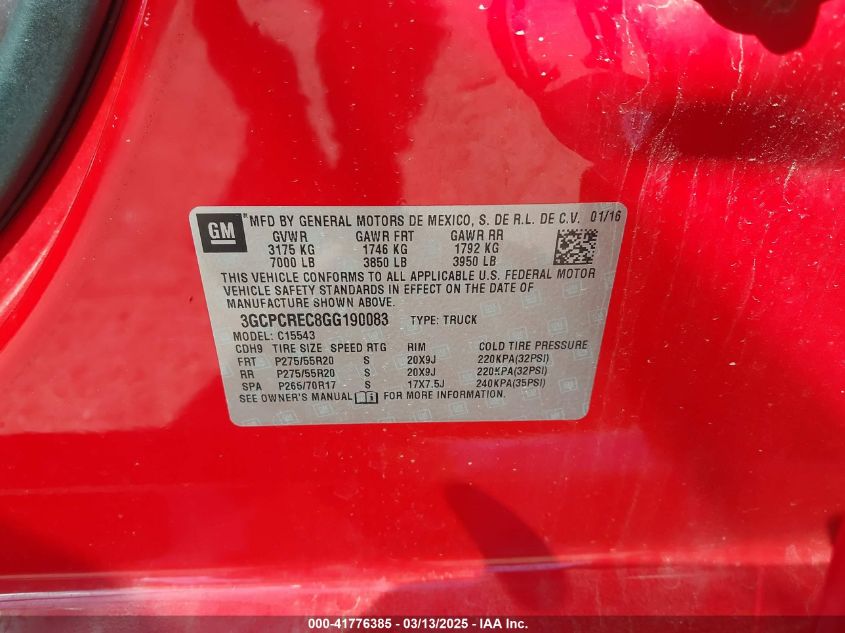 GM
MFD BY GENERAL MOTORS DE MEXICO, S. DE R.L. DE C.V. 01/16
GVWR GAWR FRT GAWR RR
3175 KG 1746 KG 1792 KG
7000 LB 3850 LB 3950 LB
THIS VEHICLE CONFORMS TO ALL APPLICABLE U.S. FEDERAL MOTOR
VEHICLE SAFETY STANDARDS IN EFFECT ON THE DATE OF
MANUFACTURE SHOWN ABOVE.
3GCPCREC8GG190083 TYPE: TRUCK
MODEL: C15543
CDH9 TIRE SIZE SPEED RTG RIM COLD TIRE PRESSURE
FRT P275/55R20 S 20X9J 220KPA(32PSI)
RR P275/55R20 S 20X9J 220KPA(32PSI)
SPA P265/70R17 S 17X7.5J 240KPA(35PSI)
SEE OWNER'S MANUAL FOR MORE INFORMATION.
000-41776385 - 03/13/2025 - IAA Inc.